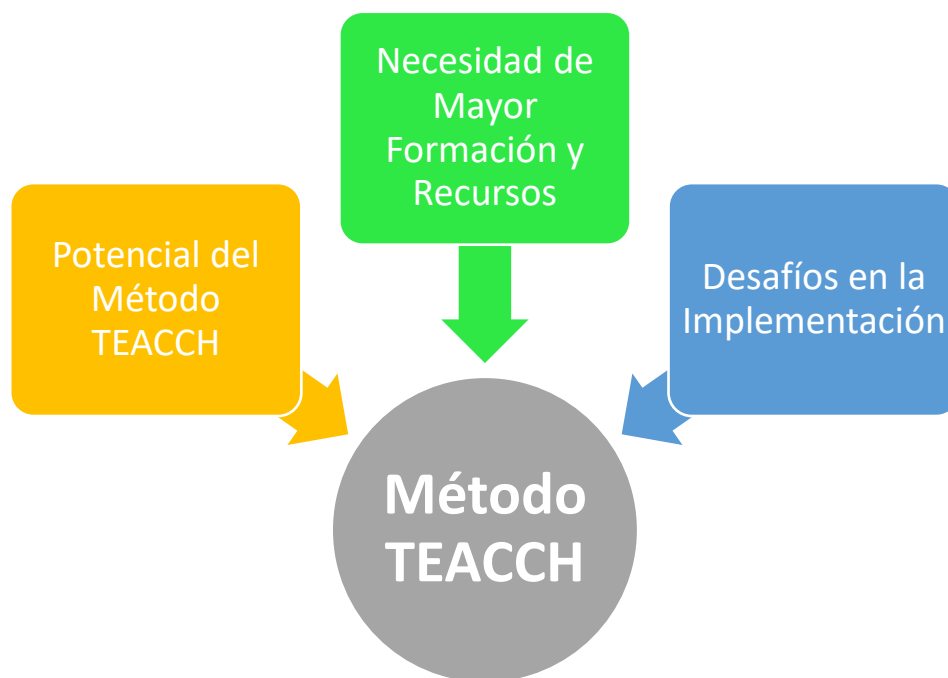 Necesidad de
Mayor
Formación y
Recursos
Potencial del
Método
TEACCH
Desafíos en la
Implementación
Método
TEACCH